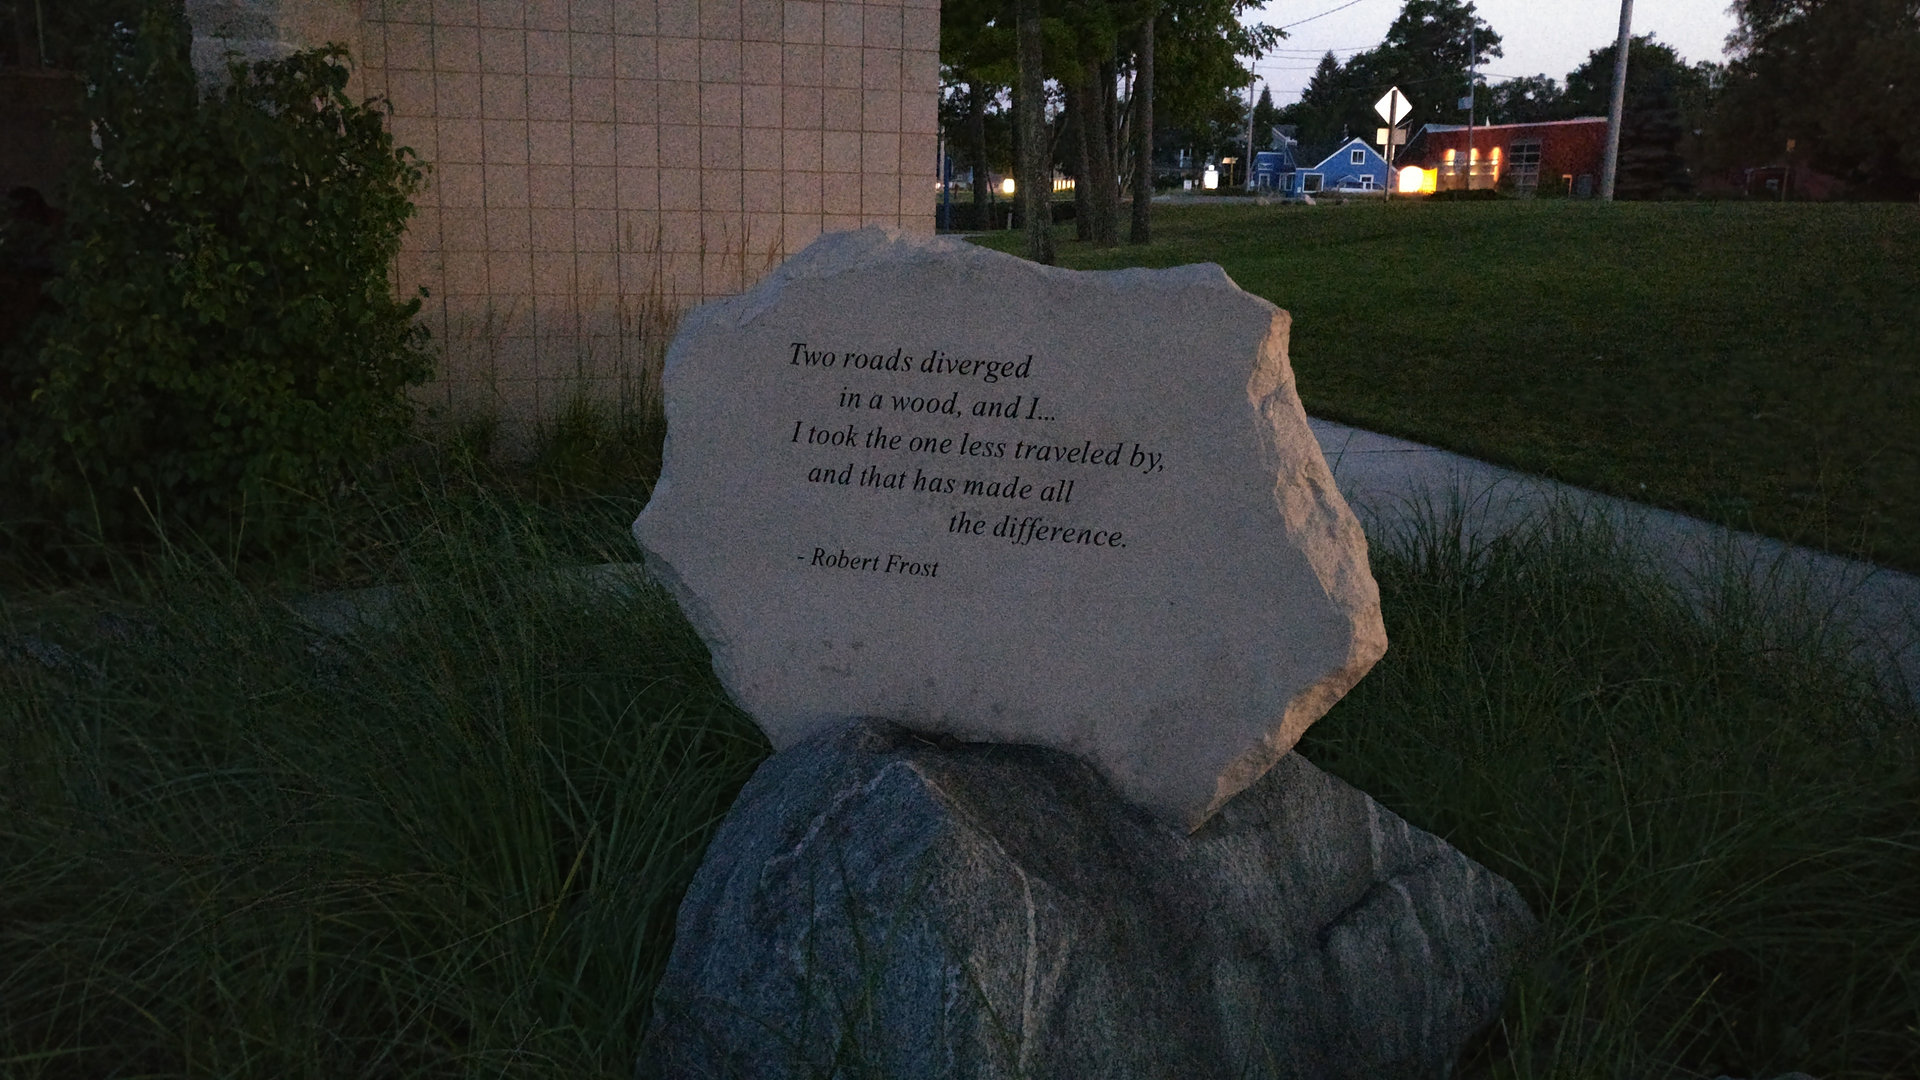 Two roads diverged
in a wood, and I...
I took the one less traveled by,
and that has made all
the difference.
- Robert Frost